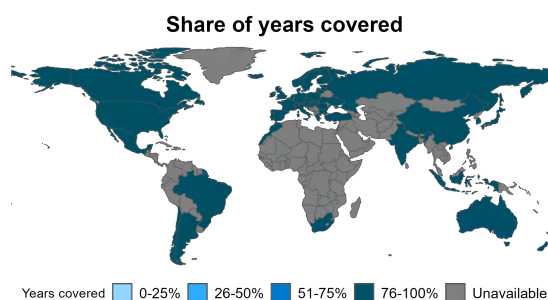 Share of years covered
Years covered 0-25% 26-50% 51-75% 76-100% Unavailable